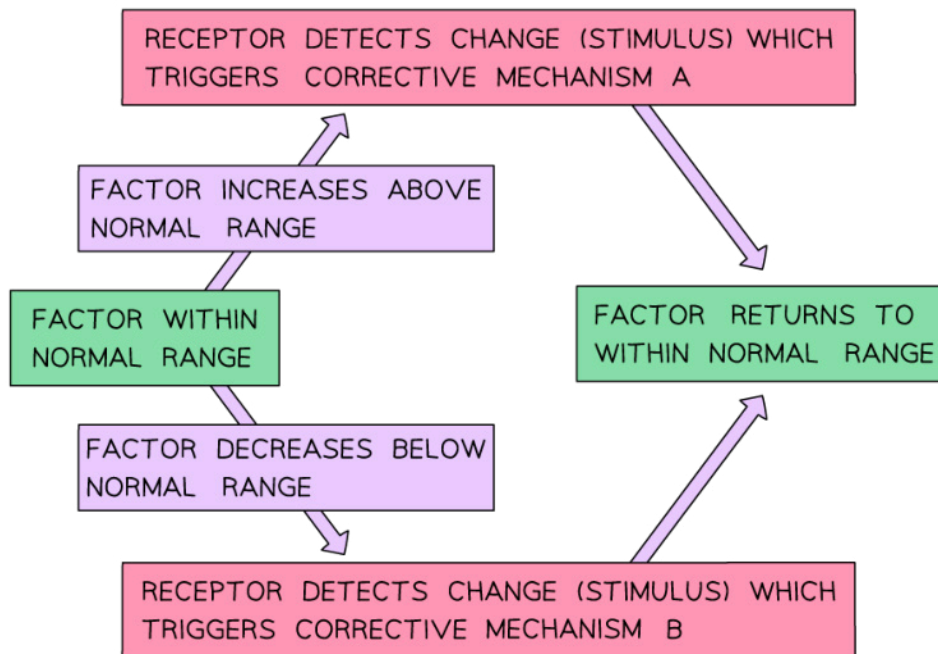 RECEPTOR DETECTS CHANGE (STIMULUS) WHICH
TRIGGERS CORRECTIVE MECHANISM A
FACTOR INCREASES ABOVE
NORMAL RANGE
FACTOR WITHIN
NORMAL RANGE
FACTOR RETURNS TO
WITHIN NORMAL RANGE
FACTOR DECREASES BELOW
NORMAL RANGE
RECEPTOR DETECTS CHANGE (STIMULUS) WHICH
TRIGGERS CORRECTIVE MECHANISM B